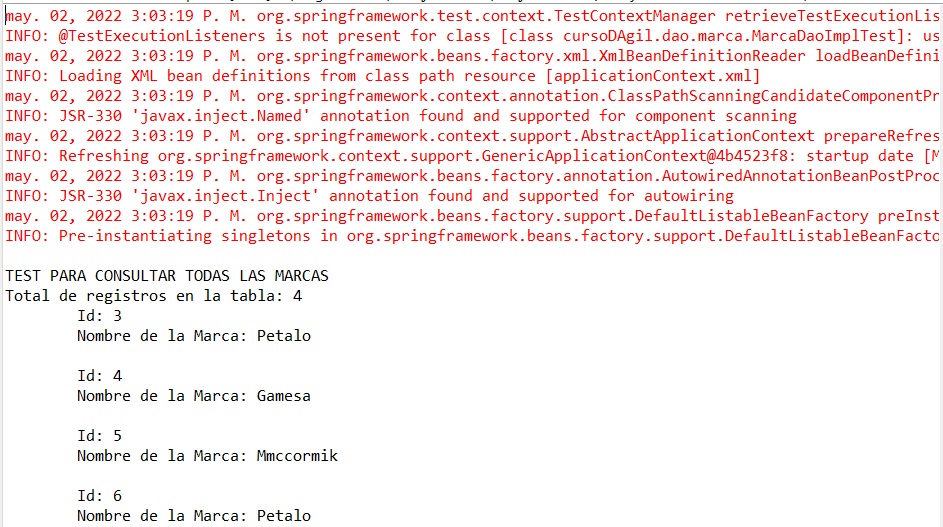 may. 02, 2022 3:03:19 P. M. org.springframework.test.context.TestContextManager retrieveTestExecutionLis
INFO: @TestExecutionListeners is not present for class [class cursoDAgil.dao.marca.MarcaDaoImplTest]: us
may. 02, 2022 3:03:19 P. M. org.springframework.beans.factory.xml.XmlBeanDefinitionReader loadBeanDefini
INFO: Loading XML bean definitions from class path resource [applicationContext.xml]
may. 02, 2022 3:03:19 P. M. org.springframework.context.annotation.ClassPathScanningCandidateComponentPr
INFO: JSR-330 'javax.inject.Named' annotation found and supported for component scanning
may. 02, 2022 3:03:19 P. M. org.springframework.context.support.AbstractApplicationContext prepareRefres
INFO: Refreshing org.springframework.context.support.GenericApplicationContext@4b4523f8: startup date [M
may. 02, 2022 3:03:19 P. M. org.springframework.beans.factory.annotation.AutowiredAnnotationBeanPostProc
INFO: JSR-330 'javax.inject.Inject' annotation found and supported for autowiring
may. 02, 2022 3:03:19 P. M. org.springframework.beans.factory.support.DefaultListableBeanFactory preInst
INFO: Pre-instantiating singletons in org.springframework.beans.factory.support.DefaultListableBeanFacto
TEST PARA CONSULTAR TODAS LAS MARCAS
Total de registros en la tabla: 4
Id: 3
Nombre de la Marca: Petalo
Id: 4
Nombre de la Marca: Gamesa
Id: 5
Nombre de la Marca: Mmccormik
Id: 6
Nombre de la Marca: Petalo